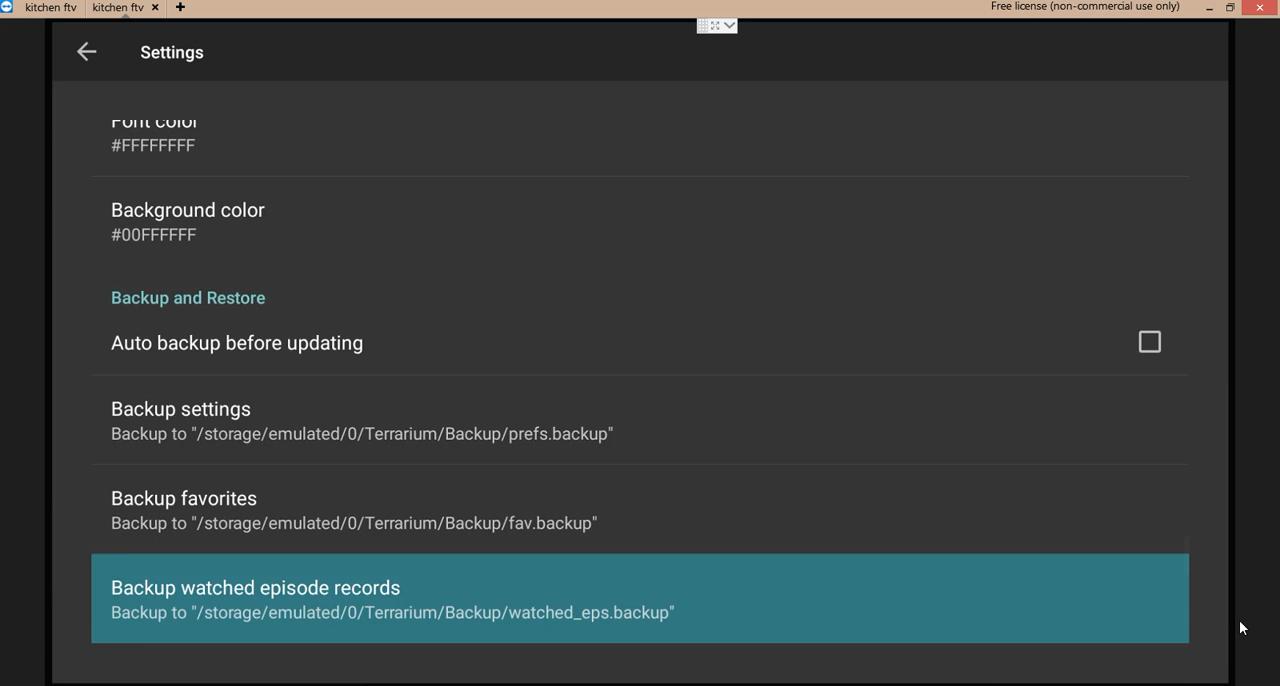 kitchen ftv
kitchen ftv
Free license (non-commercial use only)
Settings
Font color
#FFFFFFFF
Background color
#00FFFFFF
Backup and Restore
Auto backup before updating
Backup settings
Backup to "/storage/emulated/0/Terrarium/Backup/prefs.backup"
Backup favorites
Backup to "/storage/emulated/0/Terrarium/Backup/fav.backup"
Backup watched episode records
Backup to "/storage/emulated/0/Terrarium/Backup/watched_eps.backup"